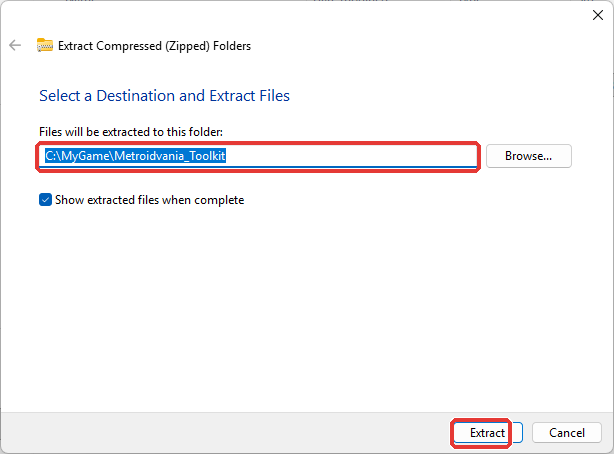 Extract Compressed (Zipped) Folders
Select a Destination and Extract Files
Files will be extracted to this folder:
C:\MyGame\Metroidvania_Toolkit
Browse...
Show extracted files when complete
Extract
Cancel